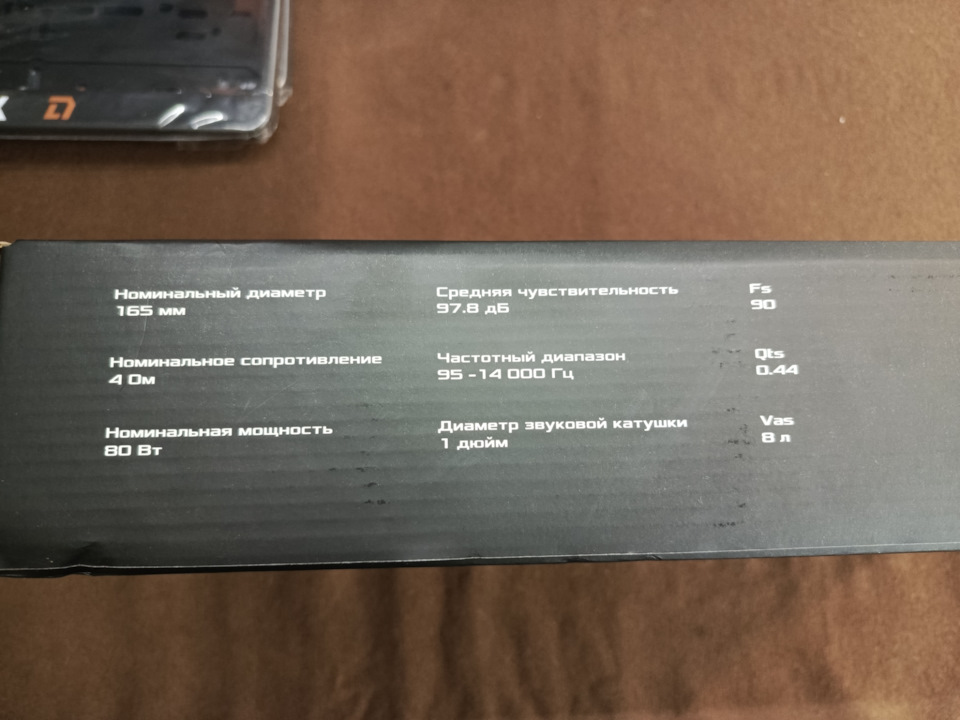 Номинальный диаметр
165 мм
Номинальное сопротивление
4 Ом
Номинальная мощность
80 Вт
Средняя чувствительность
97.8 дБ
Частотный диапазон
95 -14 000 Гц
Диаметр звуковой катушки
1 дюйм
Fs
90
Qts
0.44
Vas
8 л